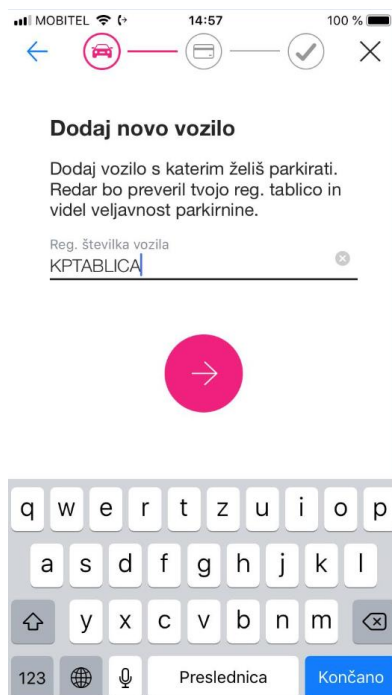 MOBITEL 14:57 100 %
Dodaj novo vozilo
Dodaj vozilo s katerim želiš parkirati.
Redar bo preveril tvojo reg. tablico in
videl veljavnost parkirnine.
Reg. številka vozila
KPTABLICA
q w e r t z u i o p
a s d f g h j k l
y x c v b n m
123 Preslednica Končano